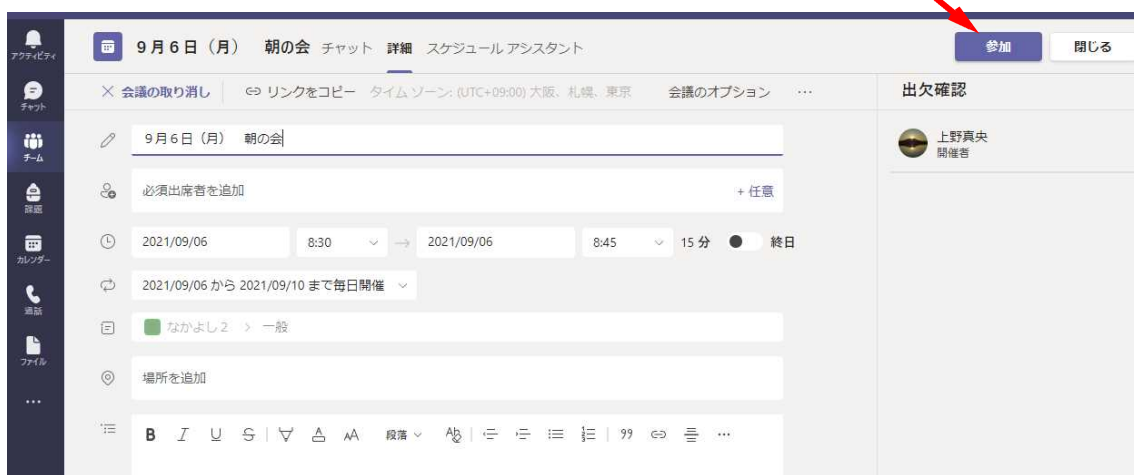 アクティビティ
チャット
チーム
課題
カレンダー
通話
ファイル
9月6日（月）　朝の会 チャット 詳細 スケジュール アシスタント
参加 閉じる
会議の取り消し リンクをコピー タイム ゾーン: (UTC+09:00) 大阪、札幌、東京 会議のオプション …
出欠確認
9月6日（月）　朝の会
上野真央
開催者
必須出席者を追加 + 任意
2021/09/06 8:30 → 2021/09/06 8:45 15 分 終日
2021/09/06 から 2021/09/10 まで毎日開催
なかよし２ > 一般
場所を追加
B I U S A AA 段落 Ab …